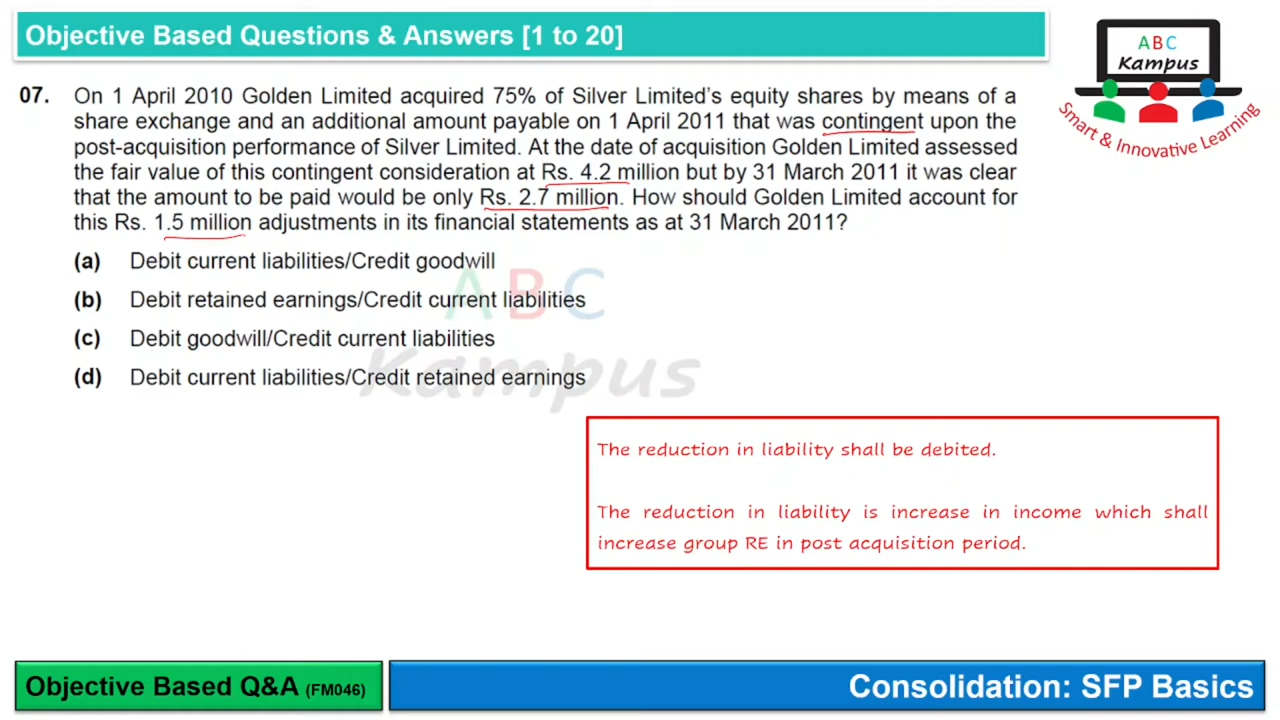 Objective Based Questions & Answers [1 to 20]
ABC
Kampus
Smart & Innovative Learning
07. On 1 April 2010 Golden Limited acquired 75% of Silver Limited's equity shares by means of a
share exchange and an additional amount payable on 1 April 2011 that was contingent upon the
post-acquisition performance of Silver Limited. At the date of acquisition Golden Limited assessed
the fair value of this contingent consideration at Rs. 4.2 million but by 31 March 2011 it was clear
that the amount to be paid would be only Rs. 2.7 million. How should Golden Limited account for
this Rs. 1.5 million adjustments in its financial statements as at 31 March 2011?
(a) Debit current liabilities/Credit goodwill
(b) Debit retained earnings/Credit current liabilities
(c) Debit goodwill/Credit current liabilities
(d) Debit current liabilities/Credit retained earnings
ABC
Kampus
The reduction in liability shall be debited.
The reduction in liability is increase in income which shall
increase group RE in post acquisition period.
Objective Based Q&A (FM046)
Consolidation: SFP Basics